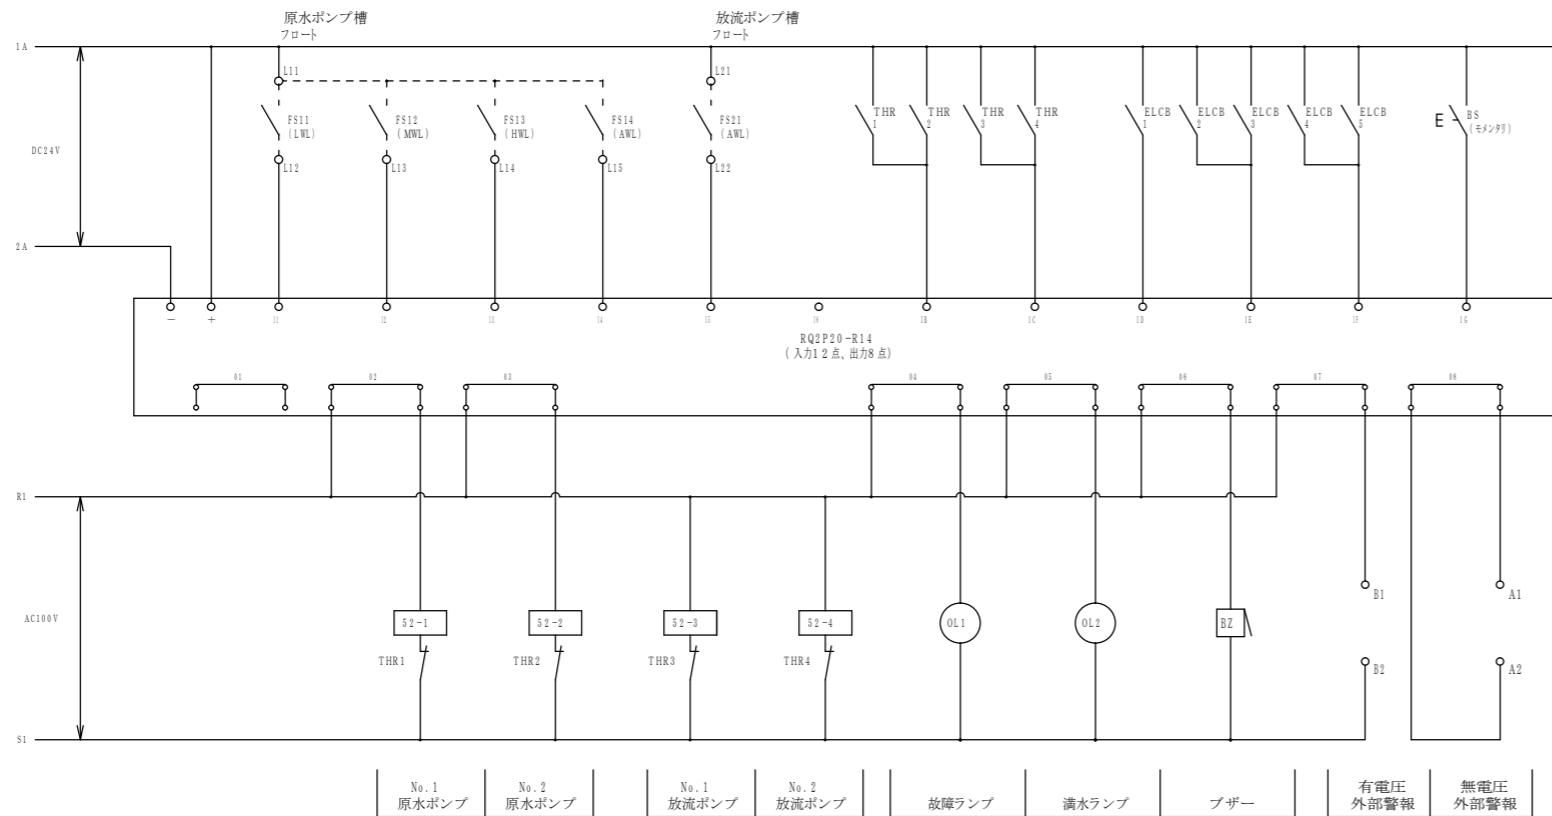 原水ポンプ槽
フロート
放流ポンプ槽
フロート
1A
L11
L21
FS11
(LWL)
FS12
(MWL)
FS13
(HWL)
FS14
(AWL)
FS21
(AWL)
THR
1
THR
2
THR
3
THR
4
ELCB
1
ELCB
2
ELCB
3
ELCB
4
ELCB
5
E
BS
(モメンタリ)
DC24V
L12
L13
L14
L15
L22
2A
－
+
I1
I2
I3
I4
I5
I6
IB
IC
ID
IE
IF
IG
RQ2P20-R14
(入力12点、出力8点)
01
02
03
04
05
06
07
08
R1
AC100V
52-1
52-2
52-3
52-4
OL1
OL2
BZ
B1
A1
THR1
THR2
THR3
THR4
B2
A2
S1
No.1
原水ポンプ
No.2
原水ポンプ
No.1
放流ポンプ
No.2
放流ポンプ
故障ランプ
満水ランプ
ブザー
有電圧
外部警報
無電圧
外部警報